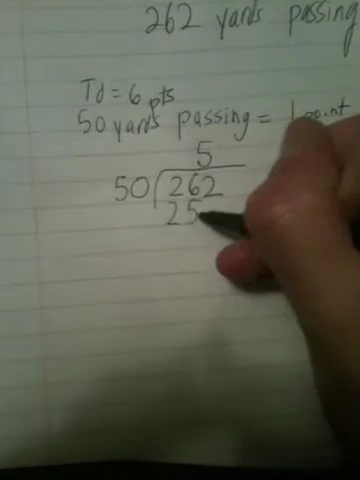 262 yards passing
Td = 6 pts
50 yards passing = 1 point
5
50 262
25